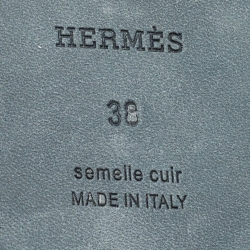 HERMÈS
38
semelle cuir
MADE IN ITALY